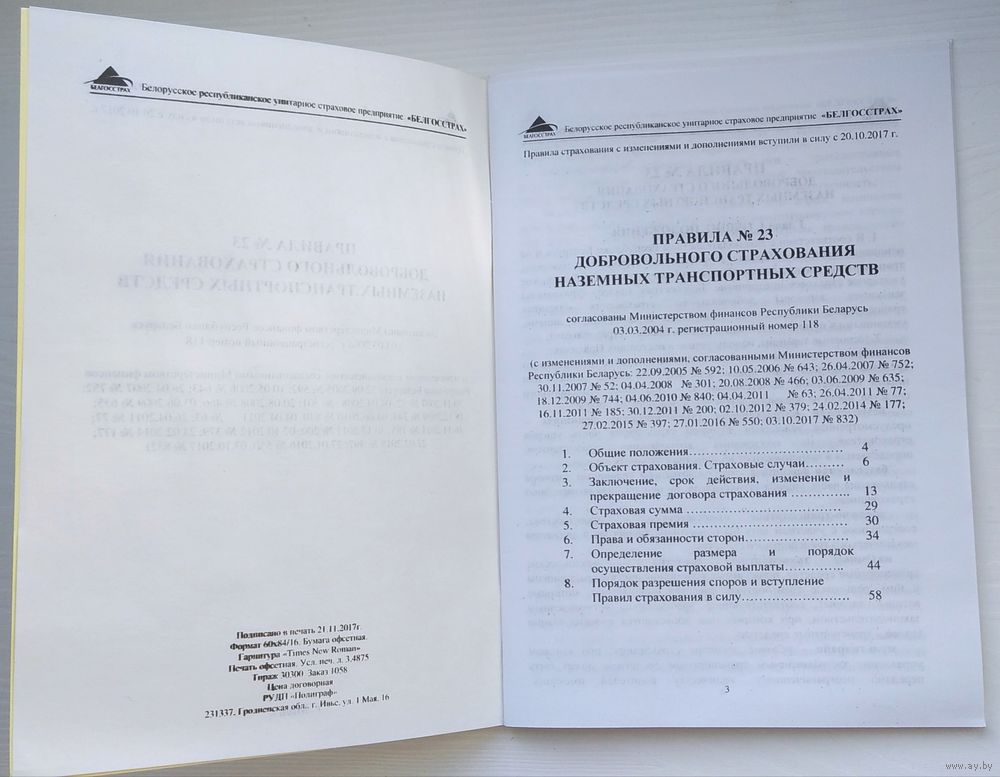 БЕЛГОССТРАХ
Белорусское республиканское унитарное страховое предприятие «БЕЛГОССТРАХ»
Подписано в печать 21.11.2017г.
Формат 60х84/16. Бумага офсетная.
Гарнитура «Times New Roman»
Печать офсетная. Усл. печ. л. 3.4875
Тираж 30300 Заказ 1058
Цена договорная
РУДП «Полиграф»
231337. Гродненская обл., г. Ивье, ул. 1 Мая, 16
БЕЛГОССТРАХ
Белорусское республиканское унитарное страховое предприятие «БЕЛГОССТРАХ»
Правила страхования с изменениями и дополнениями вступили в силу с 20.10.2017 г.
ПРАВИЛА № 23
ДОБРОВОЛЬНОГО СТРАХОВАНИЯ
НАЗЕМНЫХ ТРАНСПОРТНЫХ СРЕДСТВ
согласованы Министерством финансов Республики Беларусь
03.03.2004 г. регистрационный номер 118
(с изменениями и дополнениями, согласованными Министерством финансов
Республики Беларусь: 22.09.2005 № 592; 10.05.2006 № 643; 26.04.2007 № 752;
30.11.2007 № 52; 04.04.2008 № 301; 20.08.2008 № 466; 03.06.2009 № 635;
18.12.2009 № 744; 04.06.2010 № 840; 04.04.2011 № 63; 26.04.2011 № 77;
16.11.2011 № 185; 30.12.2011 № 200; 02.10.2012 № 379; 24.02.2014 № 177;
27.02.2015 № 397; 27.01.2016 № 550; 03.10.2017 № 832)
1. Общие положения……………………………… 4
2. Объект страхования. Страховые случаи……… 6
3. Заключение, срок действия, изменение и
прекращение договора страхования ………….. 13
4. Страховая сумма ……………………………… 29
5. Страховая премия ……………………………… 30
6. Права и обязанности сторон…………………… 34
7. Определение размера и порядок
осуществления страховой выплаты………….. 44
8. Порядок разрешения споров и вступление
Правил страхования в силу……………………. 58
3
www.ay.by